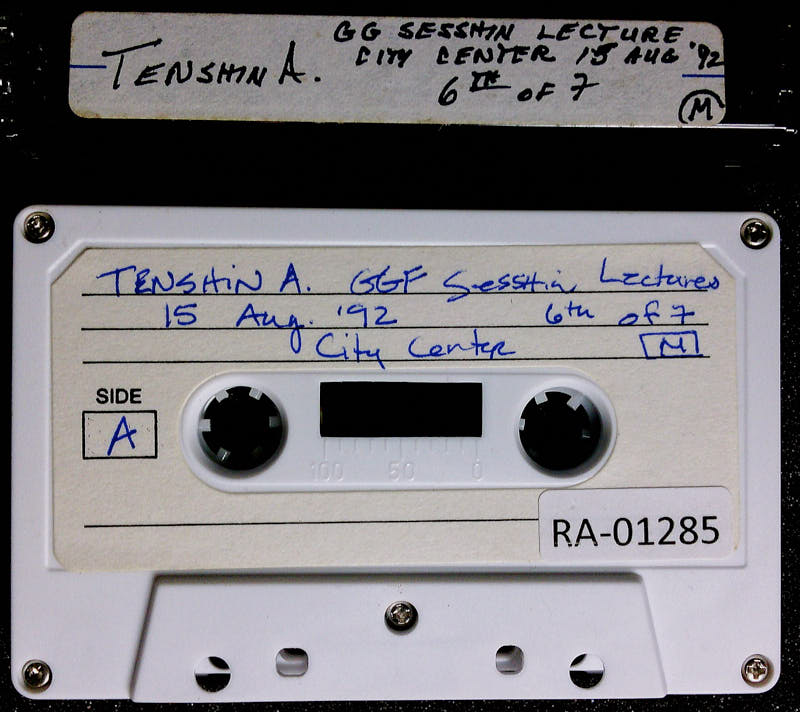 GG SESSHIN LECTURE
TENSHIN A. CITY CENTER 15 AUG '92
6TH OF 7
M
TENSHIN A. GGF Sesshin Lectures
15 Aug. '92 6th of 7
City Center M
SIDE
A
100 50 0
RA-01285